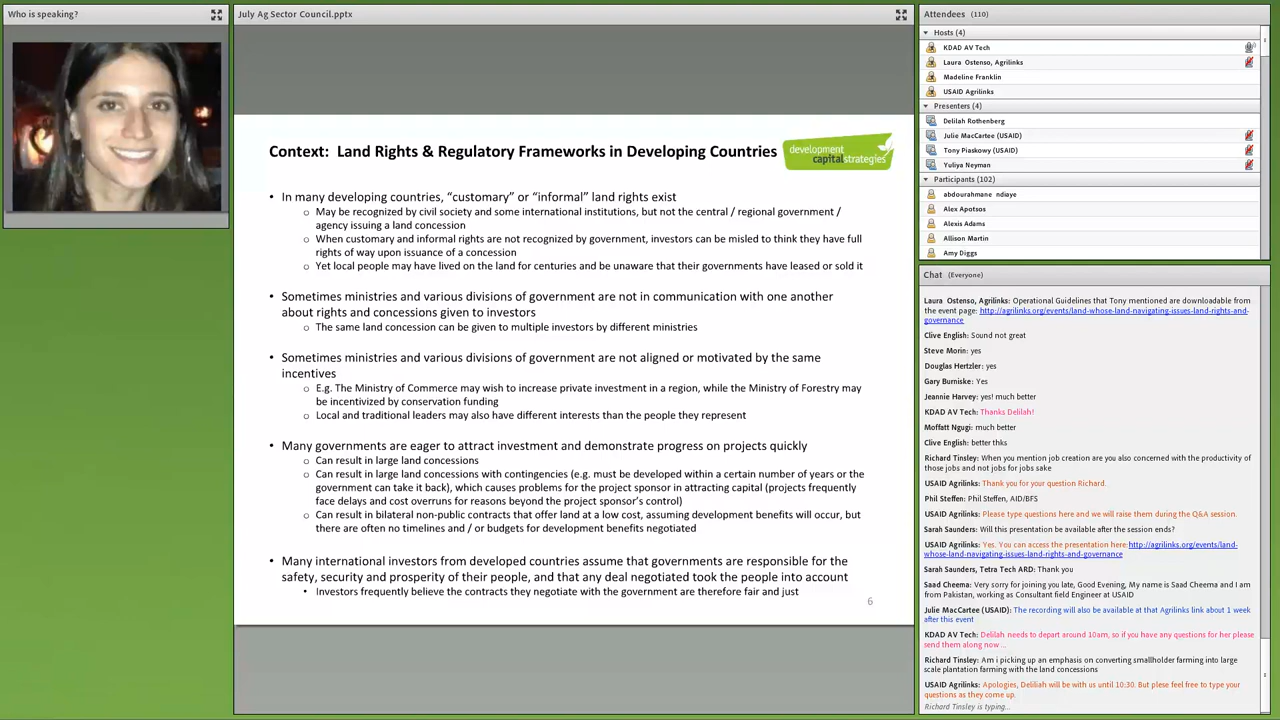 Who is speaking?
July Ag Sector Council.pptx
Context:  Land Rights & Regulatory Frameworks in Developing Countries
development
capitalstrategies
• In many developing countries, “customary” or “informal” land rights exist
o May be recognized by civil society and some international institutions, but not the central / regional government /
agency issuing a land concession
o When customary and informal rights are not recognized by government, investors can be misled to think they have full
rights of way upon issuance of a concession
o Yet local people may have lived on the land for centuries and be unaware that their governments have leased or sold it
• Sometimes ministries and various divisions of government are not in communication with one another
about rights and concessions given to investors
o The same land concession can be given to multiple investors by different ministries
• Sometimes ministries and various divisions of government are not aligned or motivated by the same
incentives
o E.g. The Ministry of Commerce may wish to increase private investment in a region, while the Ministry of Forestry may
be incentivized by conservation funding
o Local and traditional leaders may also have different interests than the people they represent
• Many governments are eager to attract investment and demonstrate progress on projects quickly
o Can result in large land concessions
o Can result in large land concessions with contingencies (e.g. must be developed within a certain number of years or the
government can take it back), which causes problems for the project sponsor in attracting capital (projects frequently
face delays and cost overruns for reasons beyond the project sponsor’s control)
o Can result in bilateral non-public contracts that offer land at a low cost, assuming development benefits will occur, but
there are often no timelines and / or budgets for development benefits negotiated
• Many international investors from developed countries assume that governments are responsible for the
safety, security and prosperity of their people, and that any deal negotiated took the people into account
• Investors frequently believe the contracts they negotiate with the government are therefore fair and just
6
Attendees (110)
Hosts (4)
KDAD AV Tech
Laura Ostenso, Agrilinks
Madeline Franklin
USAID Agrilinks
Presenters (4)
Delilah Rothenberg
Julie MacCartee (USAID)
Tony Piaskowy (USAID)
Yuliya Neyman
Participants (102)
abdourahmane ndiaye
Alex Apotsos
Alexis Adams
Allison Martin
Amy Diggs
Chat (Everyone)
Laura Ostenso, Agrilinks: Operational Guidelines that Tony mentioned are downloadable from
the event page: http://agrilinks.org/events/land-whose-land-navigating-issues-land-rights-and-
governance
Clive English: Sound not great
Steve Morin: yes
Douglas Hertzler: yes
Gary Burniske: Yes
Jeannie Harvey: yes! much better
KDAD AV Tech: Thanks Delilah!
Moffatt Ngugi: much better
Clive English: better thks
Richard Tinsley: When you mention job creation are you also concerned with the productivity of
those jobs and not jobs for jobs sake
USAID Agrilinks: Thank you for your question Richard.
Phil Steffen: Phil Steffen, AID/BFS
USAID Agrilinks: Please type questions here and we will raise them during the Q&A session.
Sarah Saunders: Will this presentation be available after the session ends?
USAID Agrilinks: Yes. You can access the presentation here:http://agrilinks.org/events/land-
whose-land-navigating-issues-land-rights-and-governance
Sarah Saunders, Tetra Tech ARD: Thank you
Saad Cheema: Very sorry for joining you late, Good Evening, My name is Saad Cheema and I am
from Pakistan, working as Consultant field Engineer at USAID
Julie MacCartee (USAID): The recording will also be available at that Agrilinks link about 1 week
after this event
KDAD AV Tech: Delilah needs to depart around 10am, so if you have any questions for her please
send them along now ...
Richard Tinsley: Am i picking up an emphasis on converting smallholder farming into large
scale plantation farming with the land concessions
USAID Agrilinks: Apologies, Deliliah will be with us until 10:30. But plese feel free to type your
questions as they come up.
Richard Tinsley is typing...